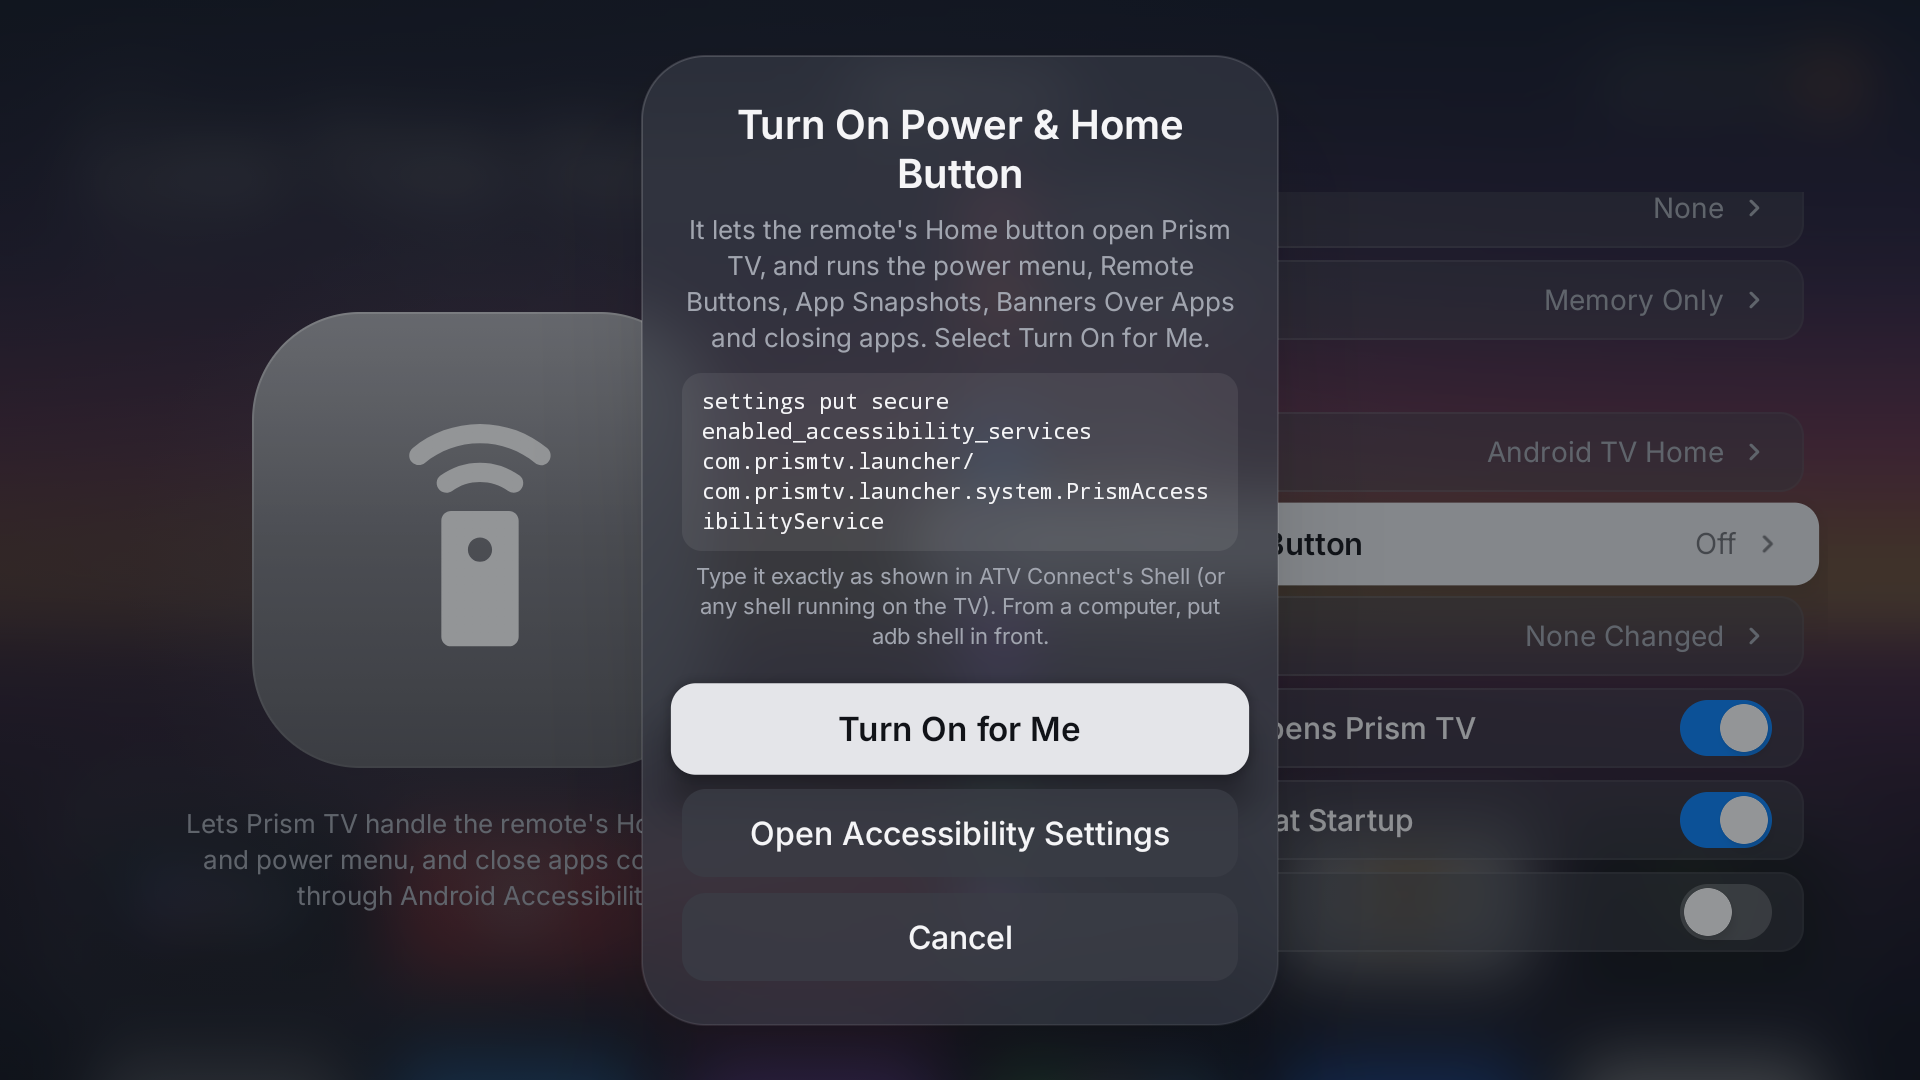 Turn On Power & Home
Button
It lets the remote's Home button open Prism
TV, and runs the power menu, Remote
Buttons, App Snapshots, Banners Over Apps
and closing apps. Select Turn On for Me.
settings put secure
enabled_accessibility_services
com.prismtv.launcher/
com.prismtv.launcher.system.PrismAccess
ibilityService
Type it exactly as shown in ATV Connect's Shell (or
any shell running on the TV). From a computer, put
adb shell in front.
Turn On for Me
Open Accessibility Settings
Cancel
Lets Prism TV handle the remote's
and power menu, and close apps
through Android
None
Memory Only
Android TV Home
Button Off
None Changed
Prism TV
at Startup